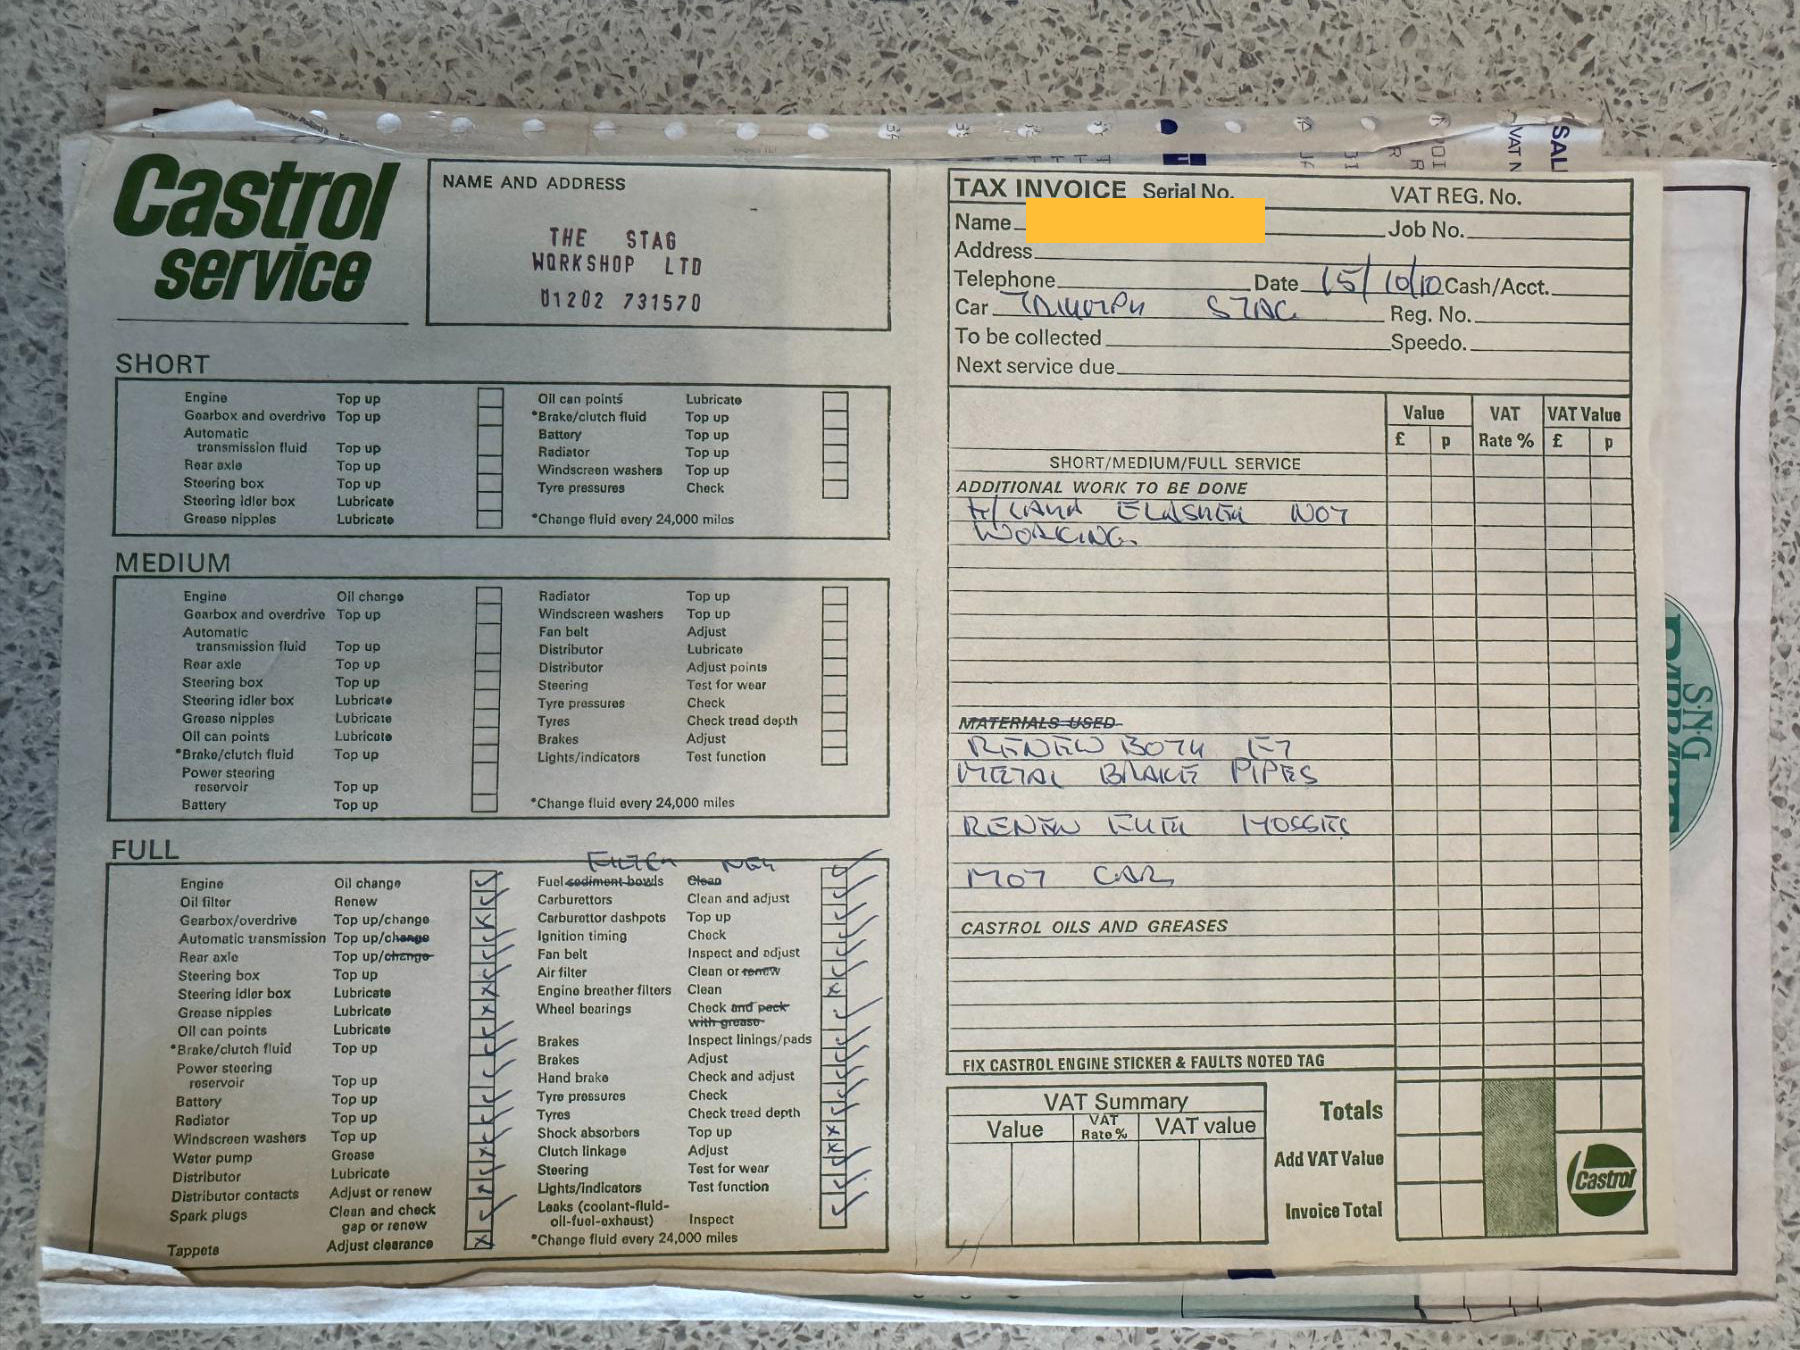 Castrol
service
NAME AND ADDRESS
THE STAG
WORKSHOP LTD
01202 731570
SHORT
Engine Top up
Gearbox and overdrive Top up
Automatic
transmission fluid Top up
Rear axle Top up
Steering box Top up
Steering idler box Lubricate
Grease nipples Lubricate
Oil can points Lubricate
*Brake/clutch fluid Top up
Battery Top up
Radiator Top up
Windscreen washers Top up
Tyre pressures Check
*Change fluid every 24,000 miles
MEDIUM
Engine Oil change
Gearbox and overdrive Top up
Automatic
transmission fluid Top up
Rear axle Top up
Steering box Top up
Steering idler box Lubricate
Grease nipples Lubricate
Oil can points Lubricate
*Brake/clutch fluid Top up
Power steering
reservoir Top up
Battery Top up
Radiator Top up
Windscreen washers Top up
Fan belt Adjust
Distributor Lubricate
Distributor Adjust points
Steering Test for wear
Tyre pressures Check
Tyres Check tread depth
Brakes Adjust
Lights/indicators Test function
*Change fluid every 24,000 miles
FULL
Engine Oil change
Oil filter Renew
Gearbox/overdrive Top up/change
Automatic transmission Top up/change
Rear axle Top up/change
Steering box Top up
Steering idler box Lubricate
Grease nipples Lubricate
Oil can points Lubricate
*Brake/clutch fluid Top up
Power steering
reservoir Top up
Battery Top up
Radiator Top up
Windscreen washers Top up
Water pump Grease
Distributor Lubricate
Distributor contacts Adjust or renew
Spark plugs Clean and check
gap or renew
Tappets Adjust clearance
FILTER
Fuel sediment bowls Clean
Carburettors Clean and adjust
Carburettor dashpots Top up
Ignition timing Check
Fan belt Inspect and adjust
Air filter Clean or renew
Engine breather filters Clean
Wheel bearings Check and pack
with grease
Brakes Inspect linings/pads
Brakes Adjust
Hand brake Check and adjust
Tyre pressures Check
Tyres Check tread depth
Shock absorbers Top up
Clutch linkage Adjust
Steering Test for wear
Lights/indicators Test function
Leaks (coolant-fluid-
oil-fuel-exhaust) Inspect
*Change fluid every 24,000 miles
TAX INVOICE Serial No. VAT REG. No.
Name Job No.
Address
Telephone Date 15/10/10 Cash/Acct.
Car TRIUMPH STAG Reg. No.
To be collected Speedo.
Next service due
Value VAT VAT Value
£ p Rate % £ p
SHORT/MEDIUM/FULL SERVICE
ADDITIONAL WORK TO BE DONE
H/LAMP FLASHER NOT
WORKING.
MATERIALS USED
RENEW BOTH FT
METAL BRAKE PIPES
RENEW FUEL HOSSES
MOT CAR
CASTROL OILS AND GREASES
FIX CASTROL ENGINE STICKER & FAULTS NOTED TAG
VAT Summary
Value VAT Rate % VAT value
Totals
Add VAT Value
Invoice Total
Castrol
SAL
VAT N
S·N·G